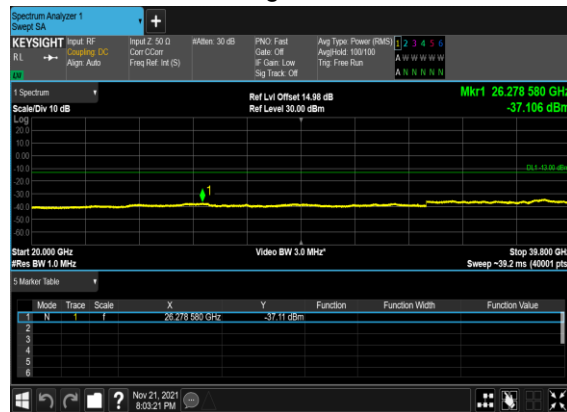 Spectrum Analyzer 1
Swept SA
+
KEYSIGHT Input: RF Input Z: 50 Ω #Atten: 30 dB PNO: Fast Avg Type: Power (RMS) 1 2 3 4 5 6
RL Coupling: DC Corr CCorr Gate: Off Avg|Hold: 100/100 A W W W W W
Align: Auto Freq Ref: Int (S) IF Gain: Low Trig: Free Run
Sig Track: Off A N N N N N
LXI
1 Spectrum Ref Lvl Offset 14.98 dB Mkr1 26.278 580 GHz
Scale/Div 10 dB Ref Level 30.00 dBm -37.106 dBm
Log
20.0
10.0
0.00
-10.0
DL1 -13.00 dBm
-20.0
-30.0
1
-40.0
-50.0
-60.0
Start 20.000 GHz Video BW 3.0 MHz* Stop 39.800 GHz
#Res BW 1.0 MHz Sweep ~39.2 ms (40001 pts)
5 Marker Table
Mode Trace Scale X Y Function Function Width Function Value
1 N 1 f 26.278 580 GHz -37.11 dBm
2
3
4
5
6
? Nov 21, 2021
8:03:21 PM